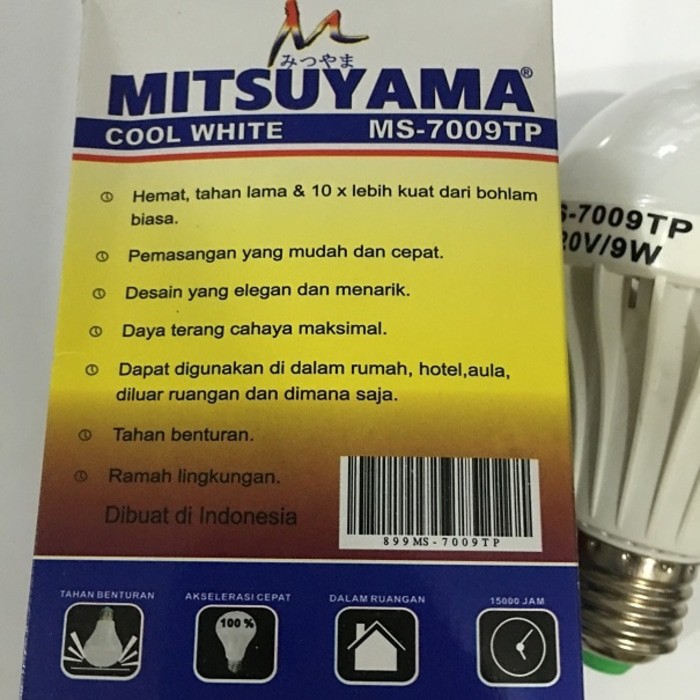 みつやま
MITSUYAMA®
COOL WHITE MS-7009TP
Hemat, tahan lama & 10 x lebih kuat dari bohlam
biasa.
Pemasangan yang mudah dan cepat.
Desain yang elegan dan menarik.
Daya terang cahaya maksimal.
Dapat digunakan di dalam rumah, hotel,aula,
diluar ruangan dan dimana saja.
Tahan benturan.
Ramah lingkungan.
Dibuat di Indonesia
899MS-7009TP
TAHAN BENTURAN AKSELERASI CEPAT DALAM RUANGAN 15000 JAM
100 %
S-7009TP
20V/9W